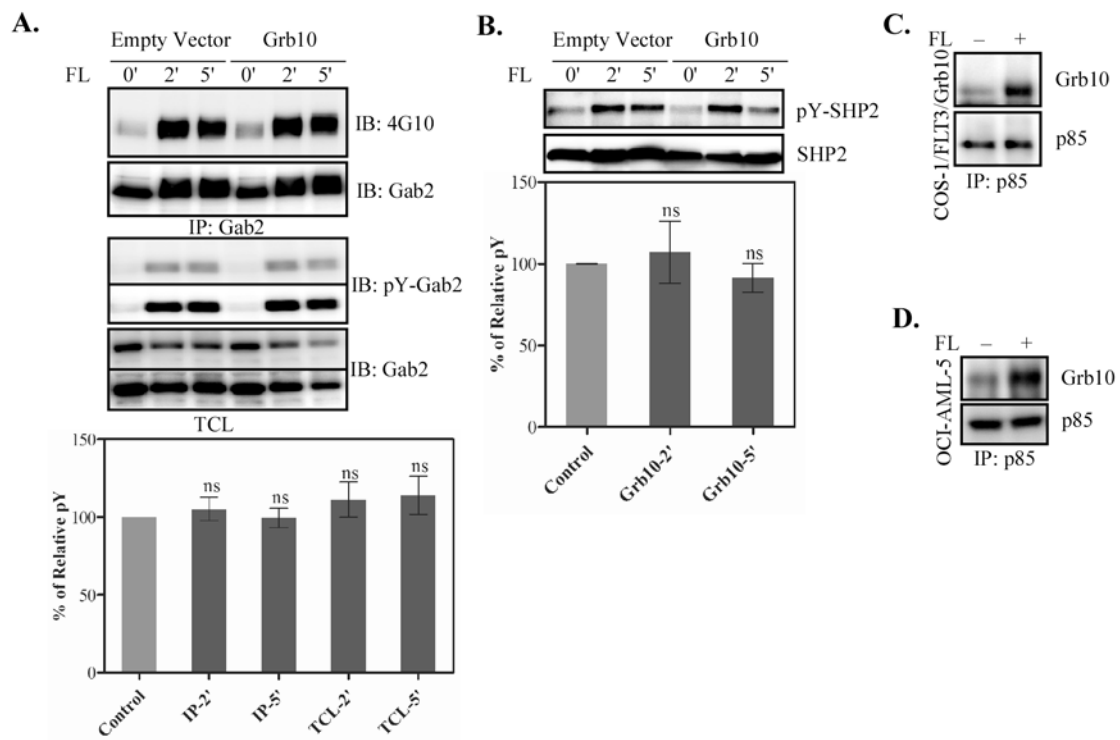 A.
Empty Vector Grb10
FL 0' 2' 5' 0' 2' 5'
IB: 4G10
IB: Gab2
IP: Gab2
IB: pY-Gab2
IB: Gab2
TCL
150
100
50
0
% of Relative pY
ns ns ns ns
Control IP-2' IP-5' TCL-2' TCL-5'
B.
Empty Vector Grb10
FL 0' 2' 5' 0' 2' 5'
pY-SHP2
SHP2
150
100
50
0
% of Relative pY
ns ns
Control Grb10-2' Grb10-5'
C.
FL – +
COS-1/FLT3/Grb10
Grb10
p85
IP: p85
D.
FL – +
OCI-AML-5
Grb10
p85
IP: p85